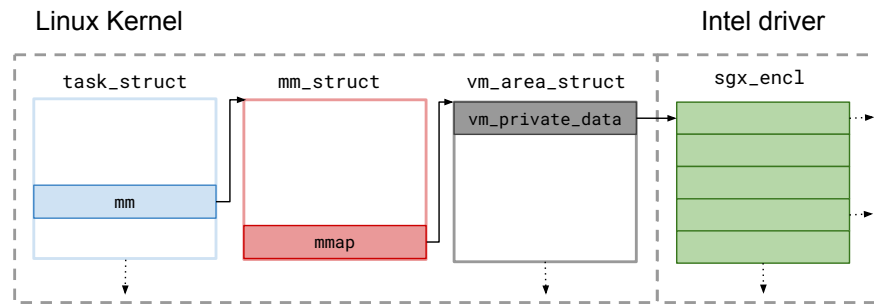 Linux Kernel
Intel driver
task_struct
mm_struct
vm_area_struct
sgx_encl
vm_private_data
mm
mmap